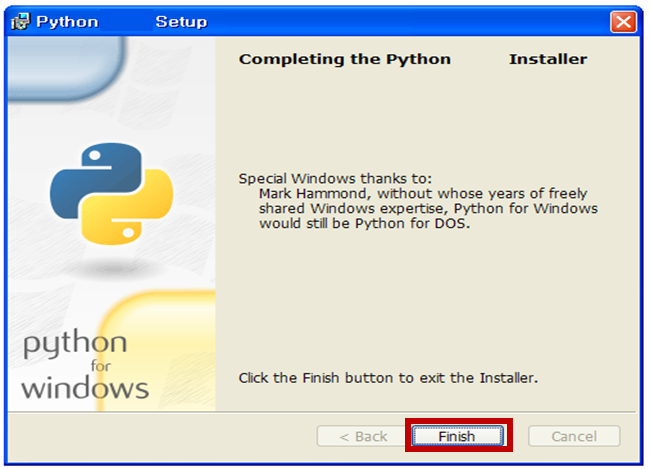 Python Setup
Completing the Python Installer
Special Windows thanks to:
Mark Hammond, without whose years of freely
shared Windows expertise, Python for Windows
would still be Python for DOS.
python
for
windows
Click the Finish button to exit the Installer.
< Back Finish Cancel